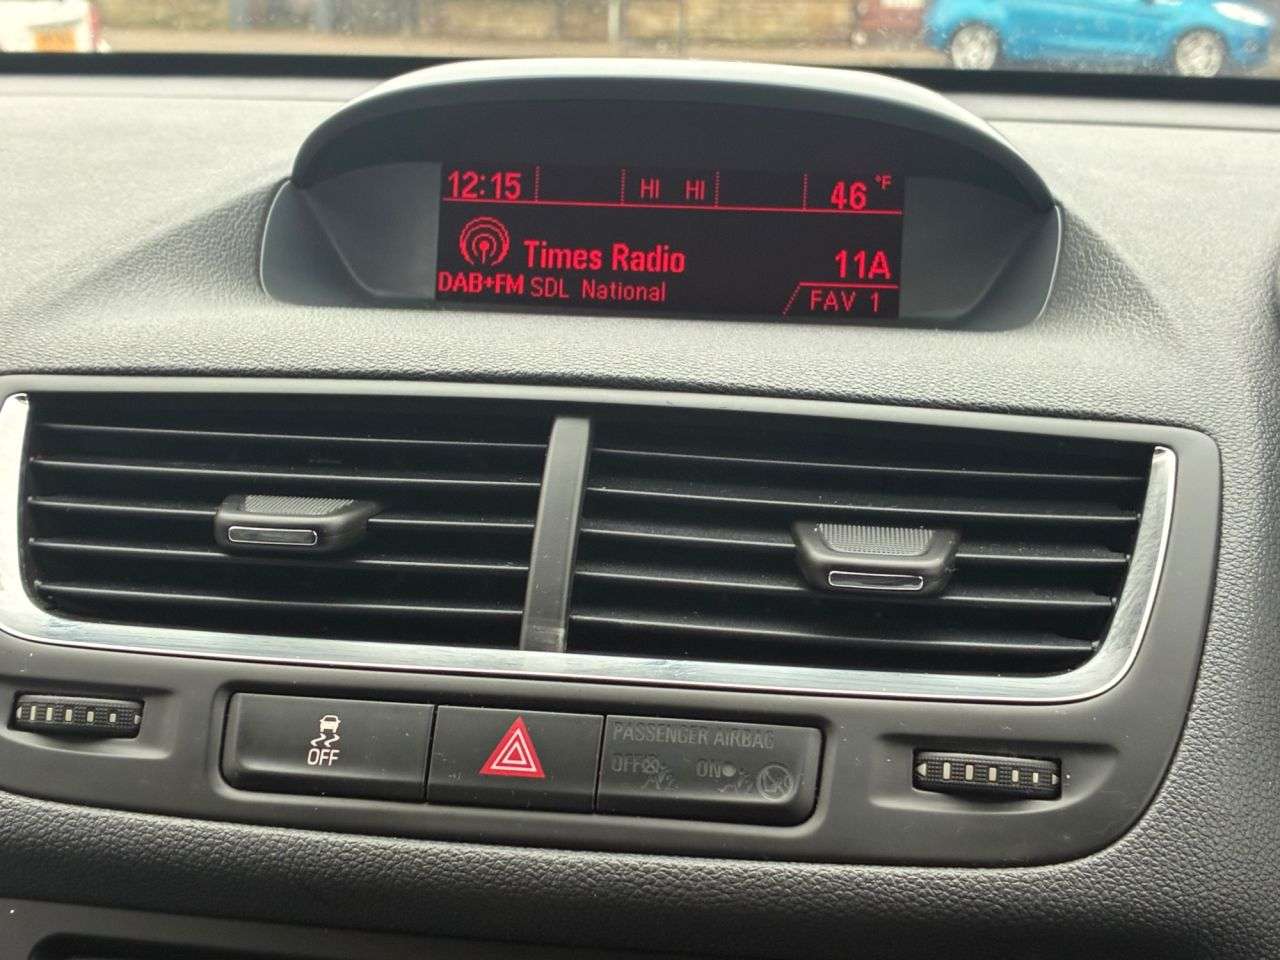 12:15 HI HI 46 °F
Times Radio 11A
DAB+FM SDL National FAV 1
OFF
PASSENGER AIRBAG
OFF ON